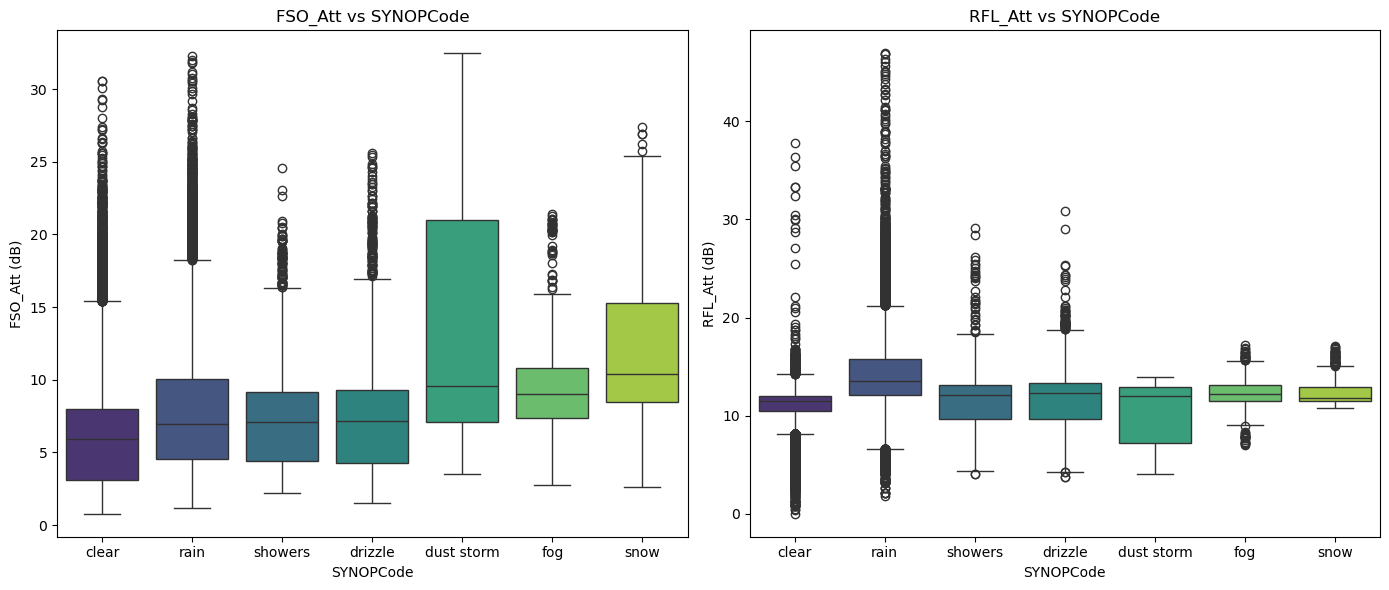 FSO_Att vs SYNOPCode
FSO_Att (dB)
30
25
20
15
10
5
0
clear rain showers drizzle dust storm fog snow
SYNOPCode
RFL_Att vs SYNOPCode
RFL_Att (dB)
40
30
20
10
0
clear rain showers drizzle dust storm fog snow
SYNOPCode